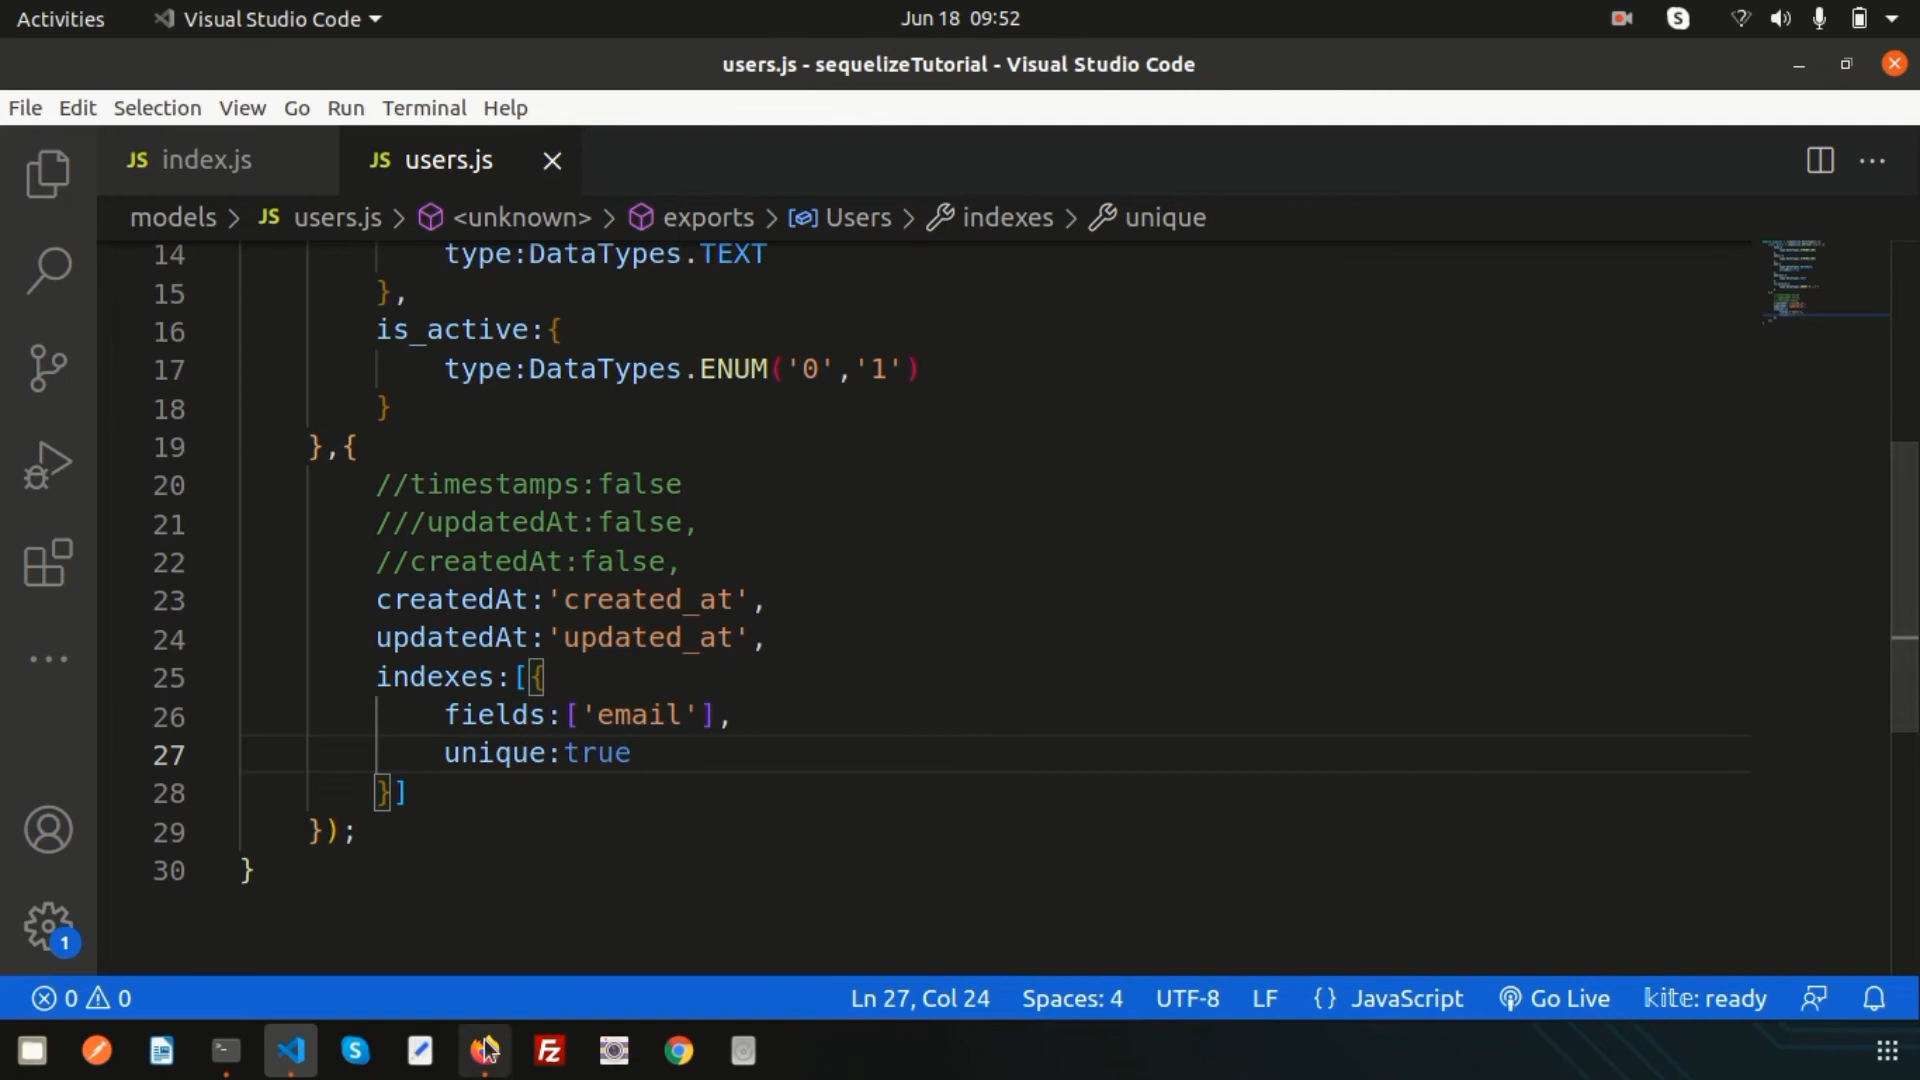 Activities Visual Studio Code Jun 18 09:52
users.js - sequelizeTutorial - Visual Studio Code
File Edit Selection View Go Run Terminal Help
JS index.js JS users.js
models > JS users.js > <unknown> > exports > Users > indexes > unique
14 type:DataTypes.TEXT
15 },
16 is_active:{
17 type:DataTypes.ENUM('0','1')
18 }
19 },{
20 //timestamps:false
21 ///updatedAt:false,
22 //createdAt:false,
23 createdAt:'created_at',
24 updatedAt:'updated_at',
25 indexes:[{
26 fields:['email'],
27 unique:true
28 }]
29 });
30 }
1
0 0 Ln 27, Col 24 Spaces: 4 UTF-8 LF {} JavaScript Go Live kite: ready